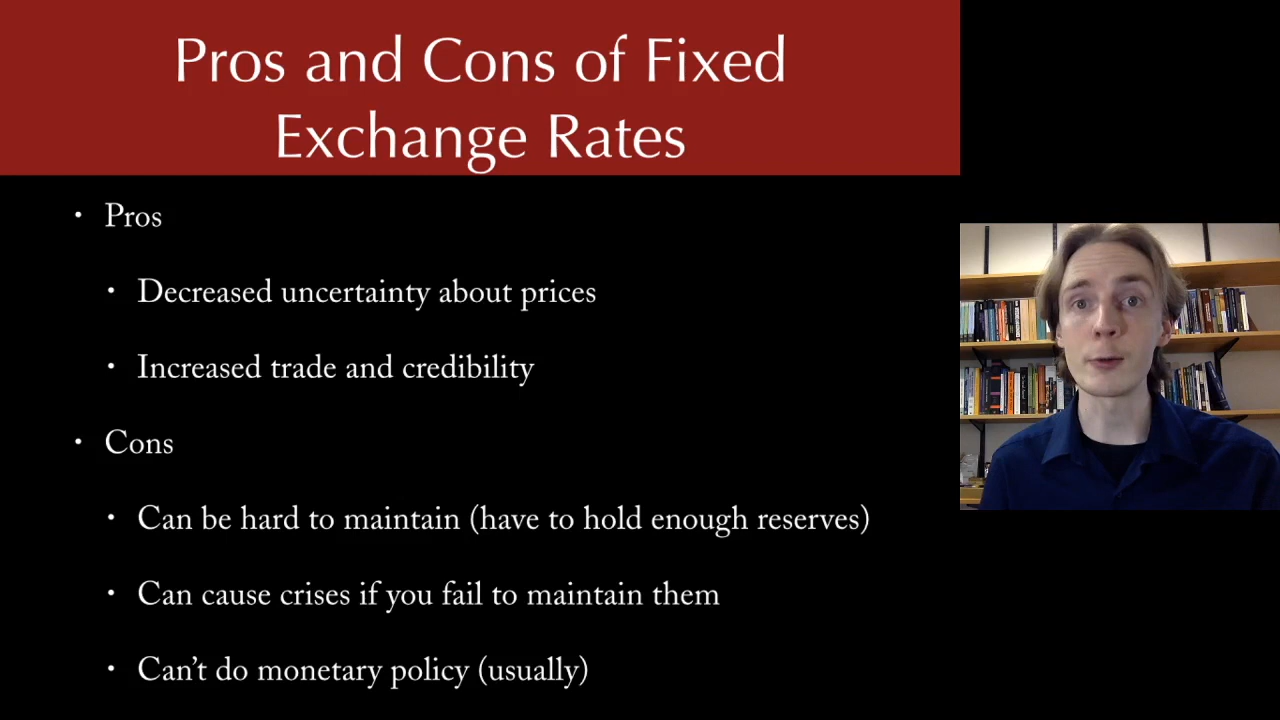 Pros and Cons of Fixed
Exchange Rates
• Pros
• Decreased uncertainty about prices
• Increased trade and credibility
• Cons
• Can be hard to maintain (have to hold enough reserves)
• Can cause crises if you fail to maintain them
• Can’t do monetary policy (usually)